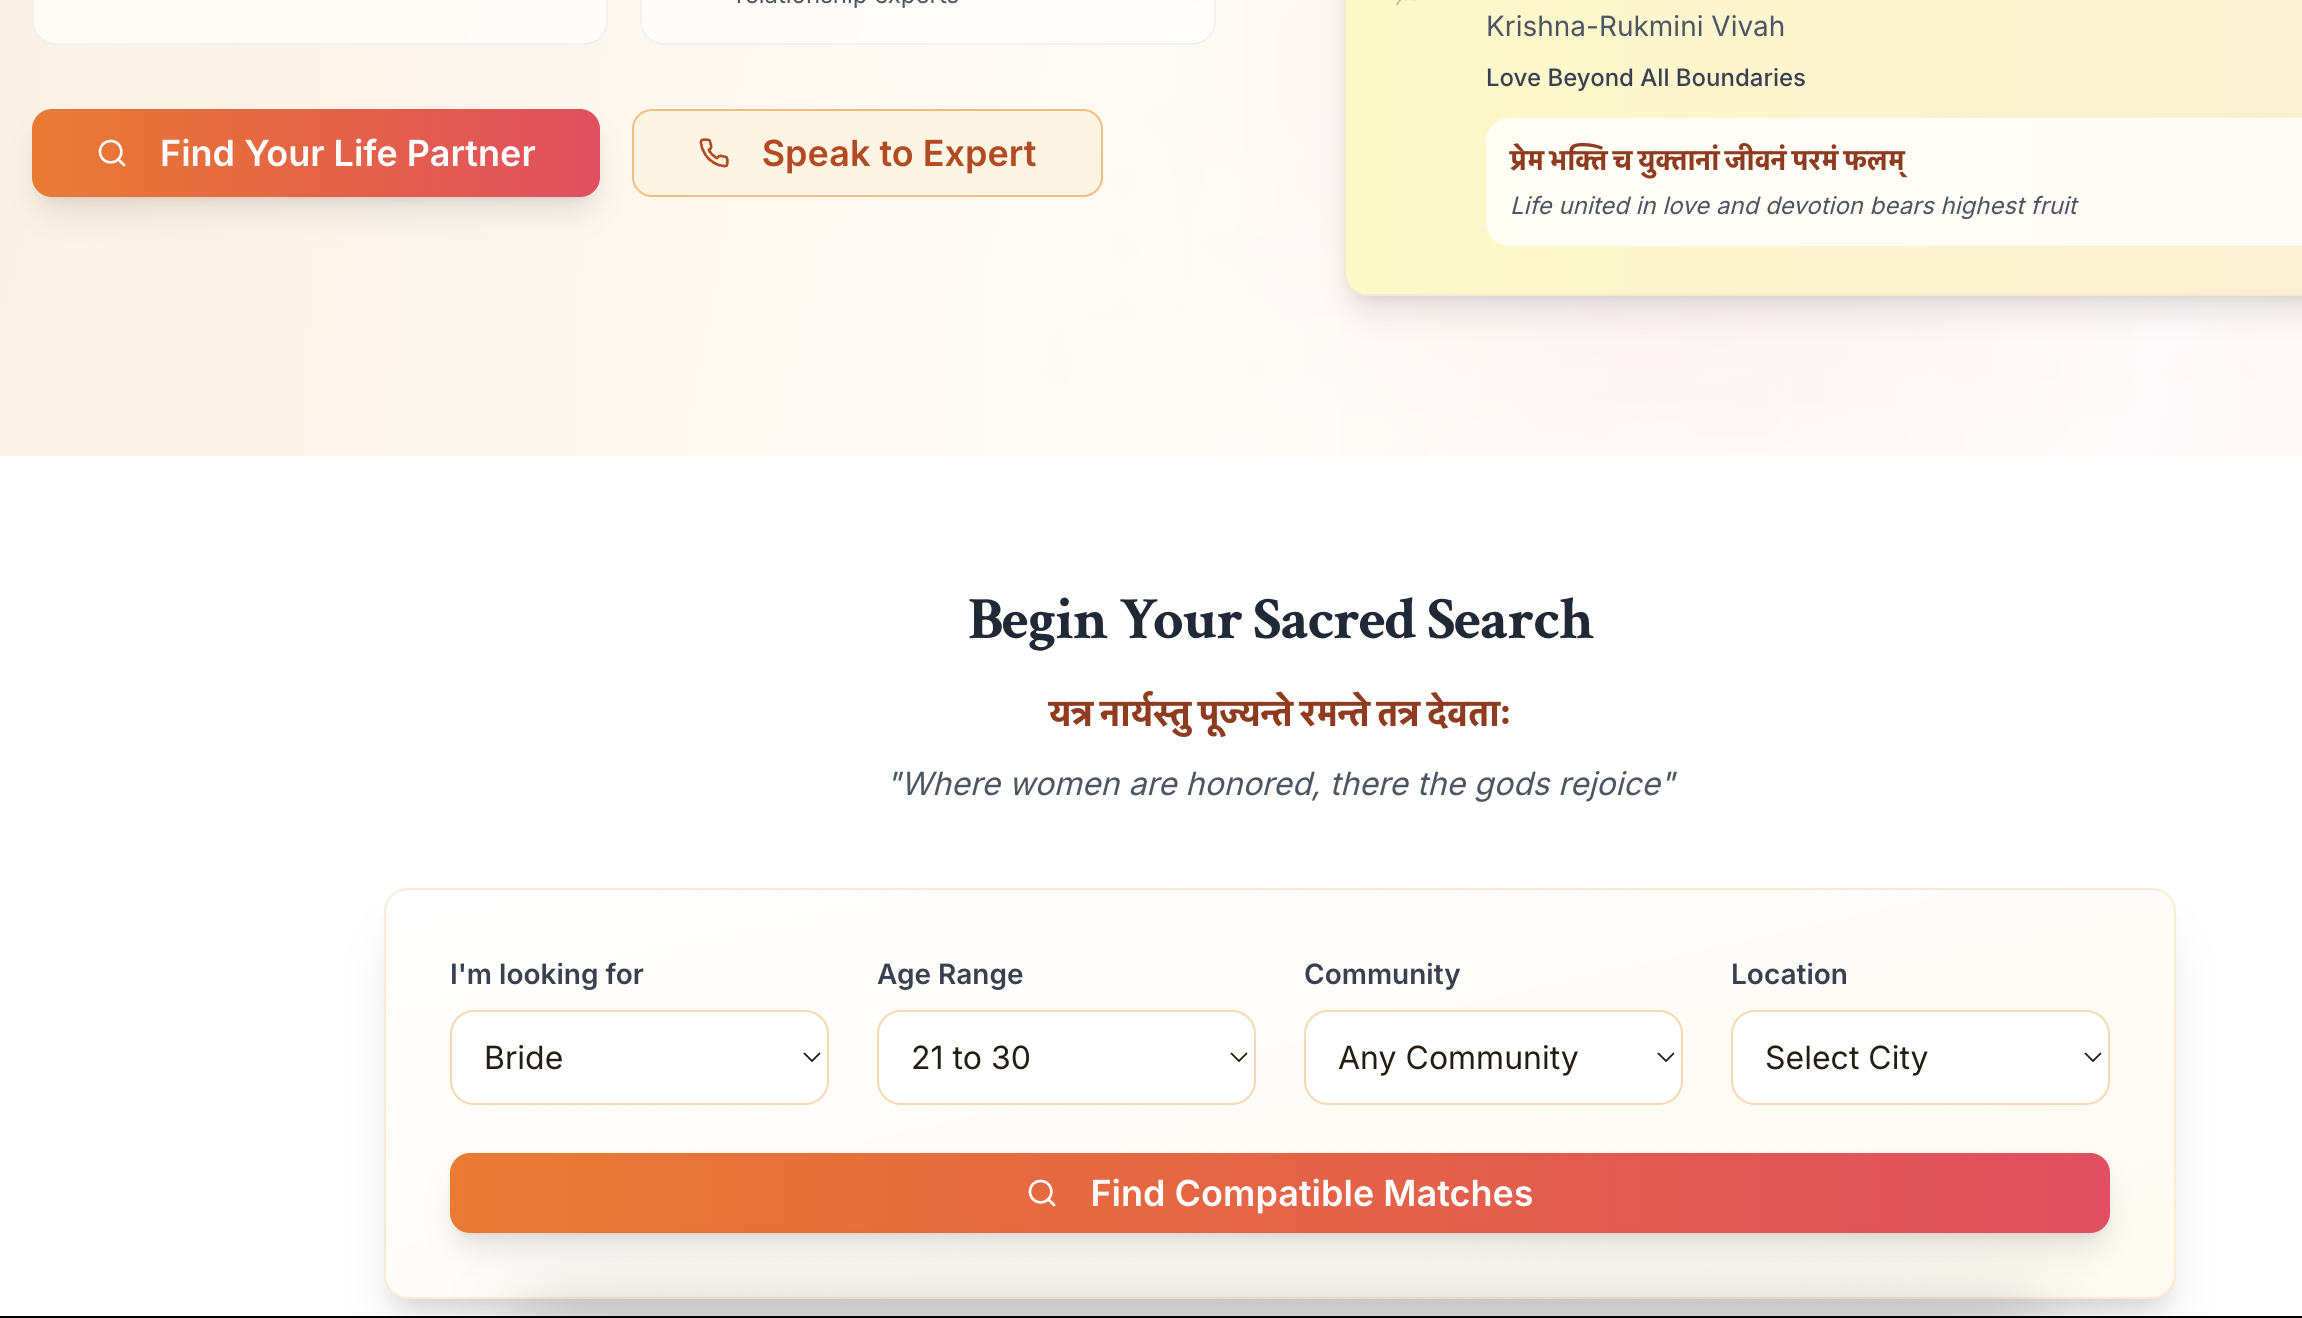 relationship experts
Find Your Life Partner
Speak to Expert
Krishna-Rukmini Vivah
Love Beyond All Boundaries
प्रेम भक्ति च युक्तानां जीवनं परमं फलम्
Life united in love and devotion bears highest fruit
Begin Your Sacred Search
यत्र नार्यस्तु पूज्यन्ते रमन्ते तत्र देवताः
"Where women are honored, there the gods rejoice"
I'm looking for
Bride
Age Range
21 to 30
Community
Any Community
Location
Select City
Find Compatible Matches